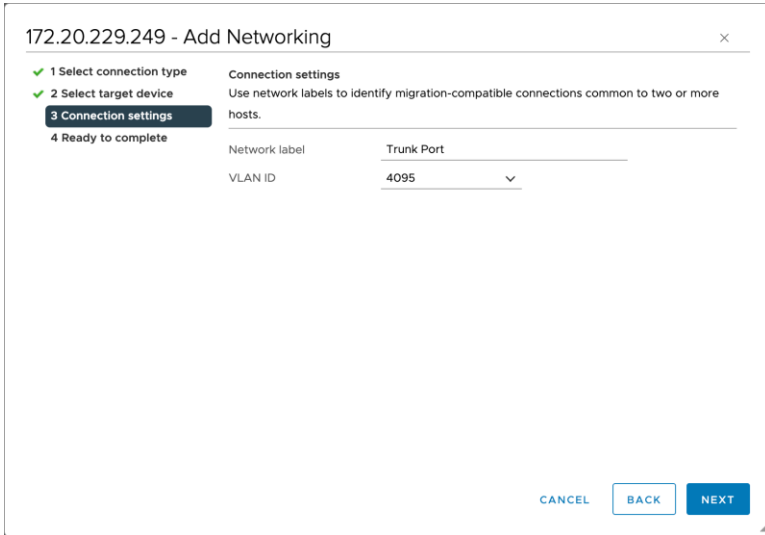 172.20.229.249 - Add Networking
1 Select connection type
2 Select target device
3 Connection settings
4 Ready to complete
Connection settings
Use network labels to identify migration-compatible connections common to two or more
hosts.
Network label
Trunk Port
VLAN ID
4095
CANCEL
BACK
NEXT